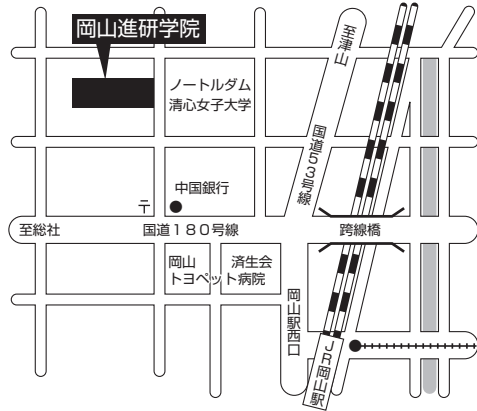 岡山進研学院
至津山
ノートルダム
清心女子大学
国道53号線
中国銀行
〒
至総社
国道180号線
跨線橋
岡山
トヨペット
済生会
病院
岡山駅西口
JR岡山駅